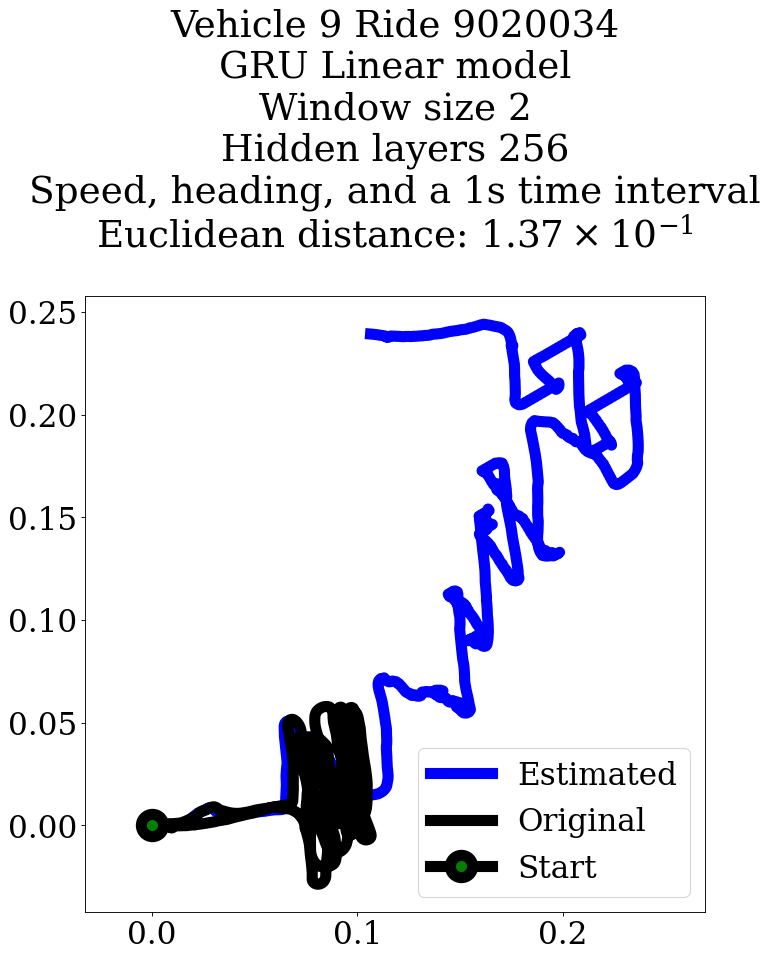 Vehicle 9 Ride 9020034
GRU Linear model
Window size 2
Hidden layers 256
Speed, heading, and a 1s time interval
Euclidean distance: 1.37 × 10⁻¹
0.25
0.20
0.15
0.10
0.05
0.00
Estimated
Original
Start
0.0 0.1 0.2